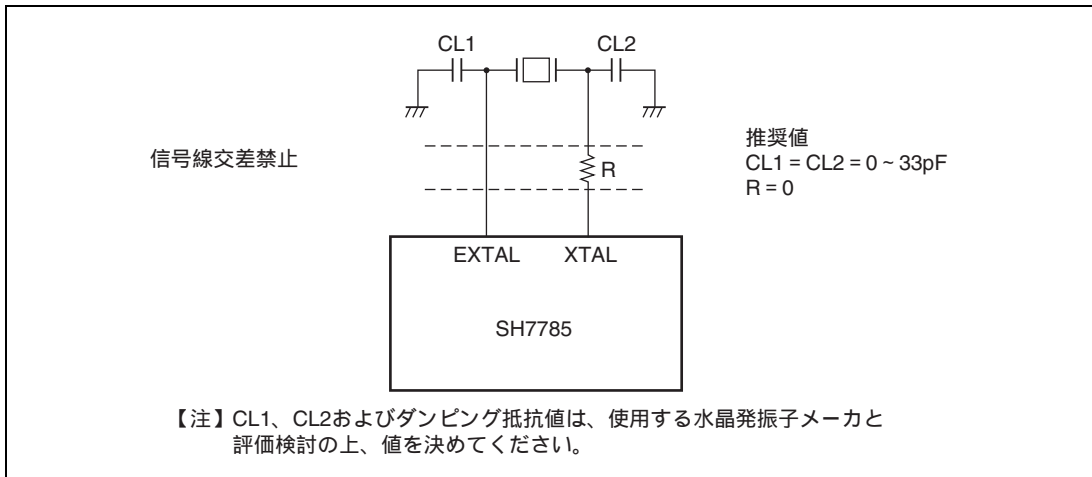 CL1
CL2
信号線交差禁止
R
推奨値
CL1 = CL2 = 0 ~ 33pF
R = 0
EXTAL
XTAL
SH7785
【注】CL1、CL2およびダンピング抵抗値は、使用する水晶発振子メーカと
評価検討の上、値を決めてください。